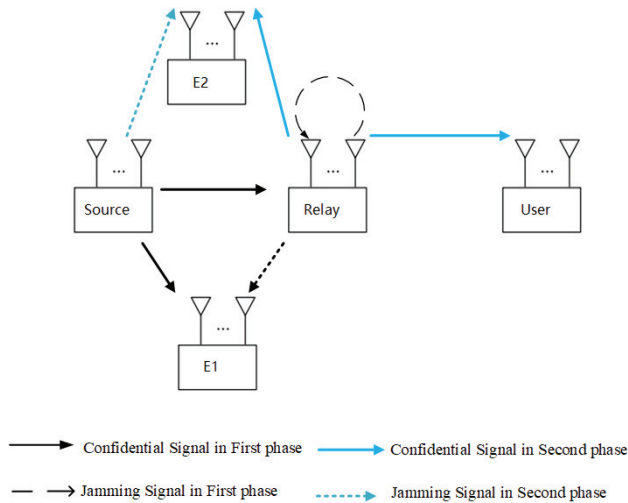 ...
E2
...
...
...
Source
Relay
User
...
E1
Confidential Signal in First phase
Confidential Signal in Second phase
Jamming Signal in First phase
Jamming Signal in Second phase